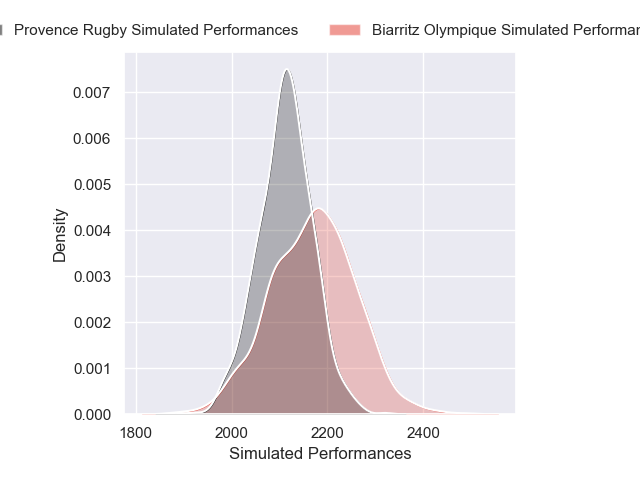 Provence Rugby Simulated Performances
Biarritz Olympique Simulated
0.007
0.006
0.005
0.004
0.003
0.002
0.001
0.000
Density
1800 2000 2200 2400
Simulated Performances